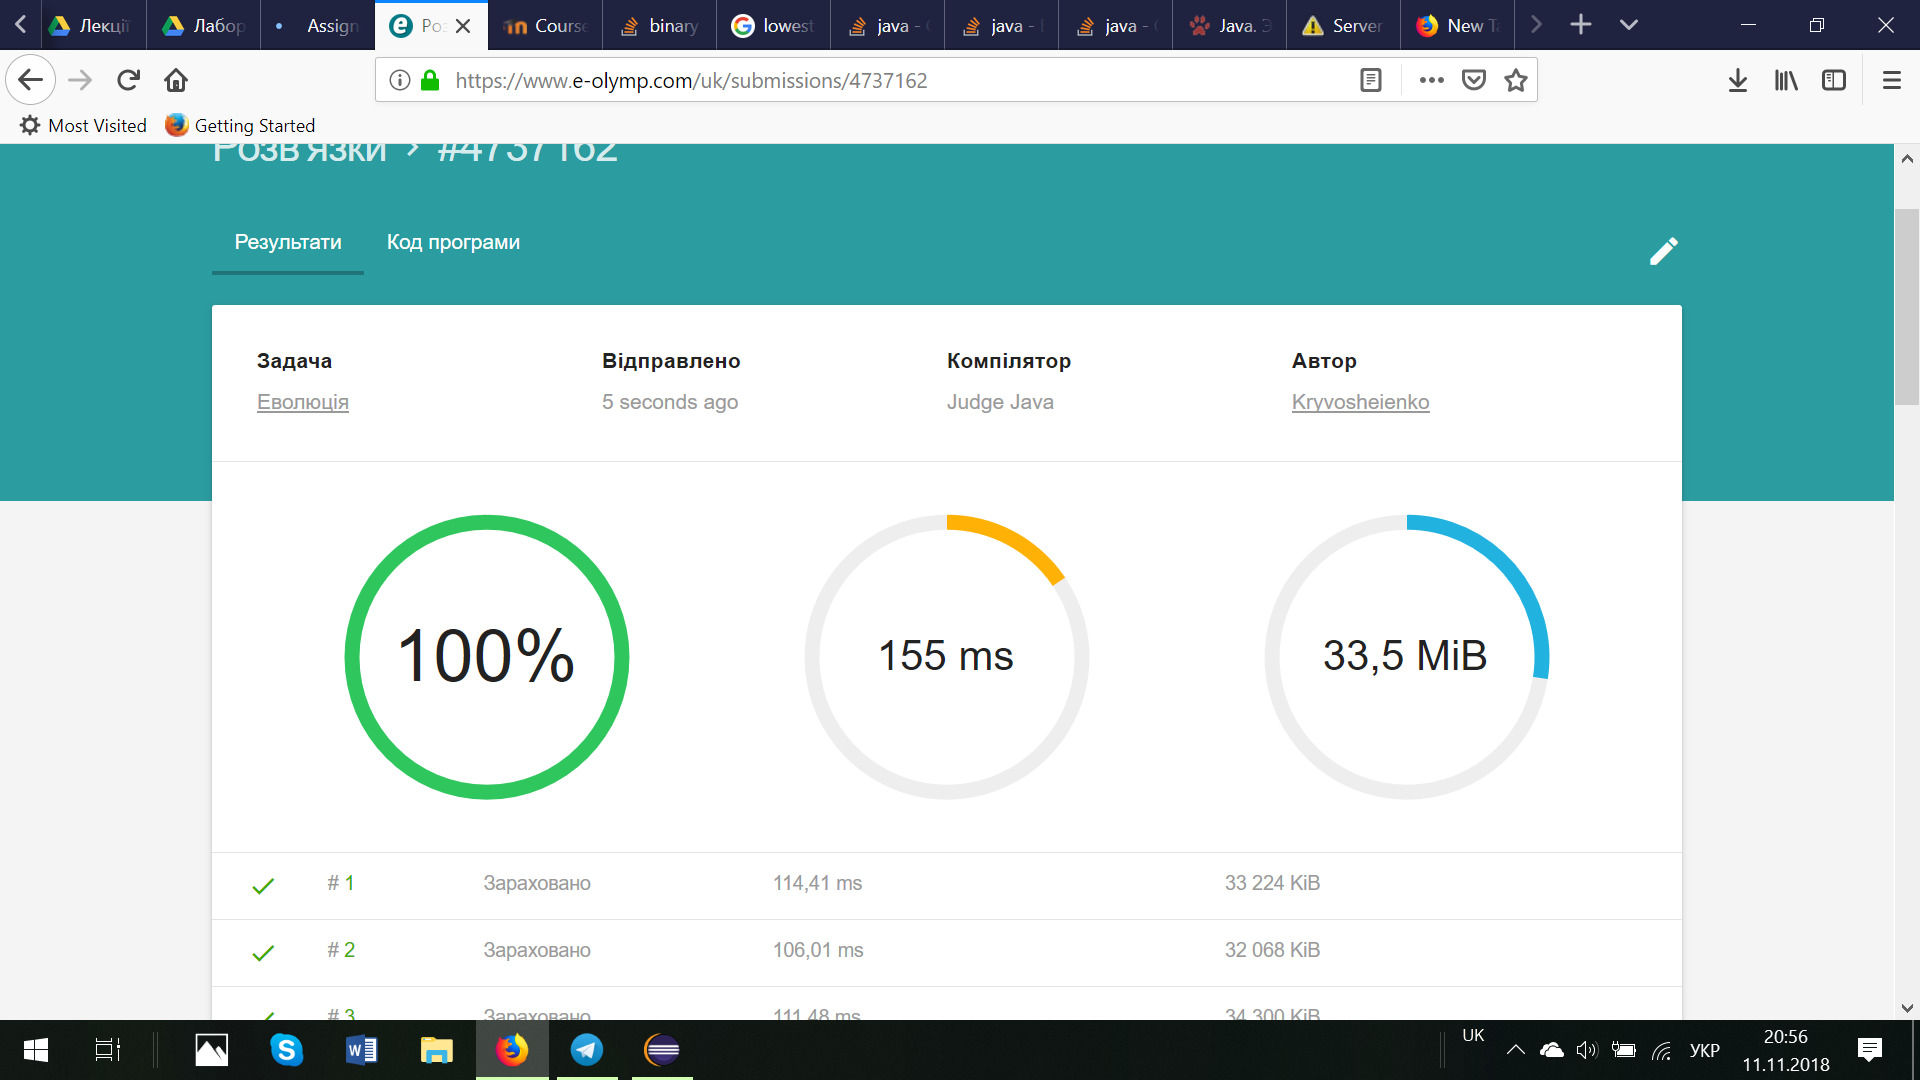 Лекції
Лабор
Assign
Ро
Course
binary
lowest
java -
java -
java -
Java. Э
Server
New Ta
https://www.e-olymp.com/uk/submissions/4737162
Most Visited
Getting Started
Розв'язки › #4737162
Результати
Код програми
Задача
Відправлено
Компілятор
Автор
Еволюція
5 seconds ago
Judge Java
Kryvosheienko
100%
155 ms
33,5 MiB
# 1 Зараховано 114,41 ms 33 224 KiB
# 2 Зараховано 106,01 ms 32 068 KiB
# 3 Зараховано 111,48 ms 34 300 KiB
UK
УКР
20:56
11.11.2018